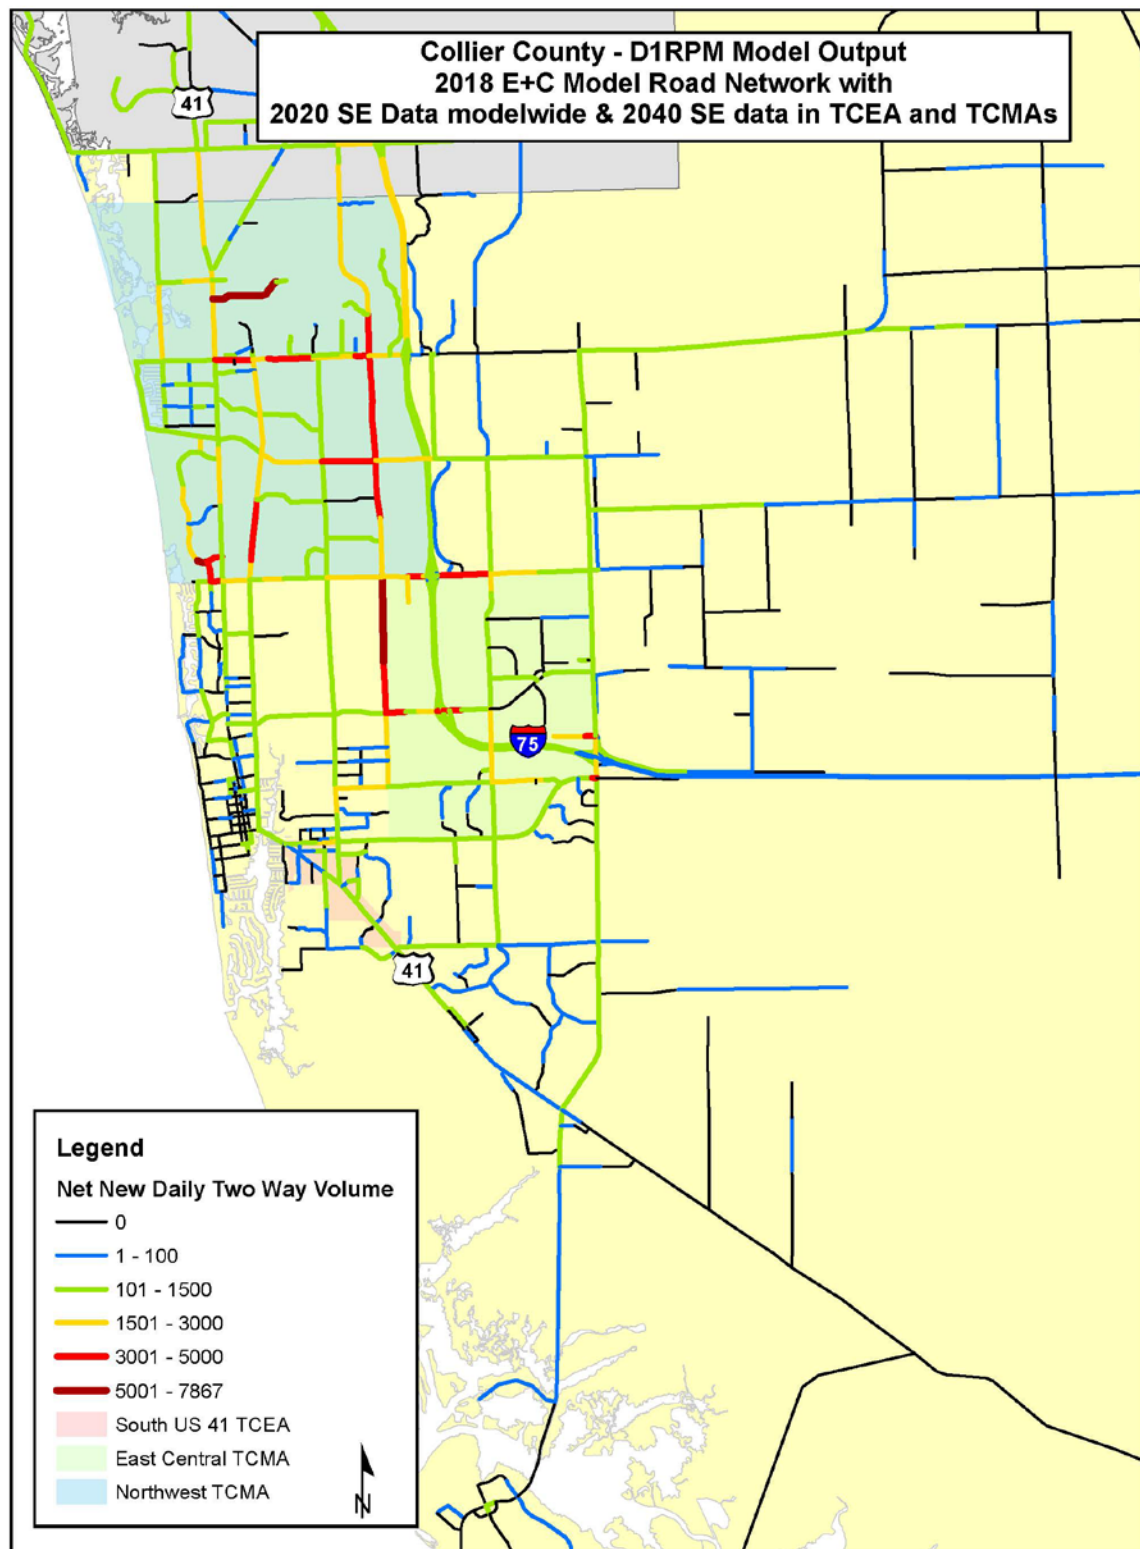 Collier County - D1RPM Model Output
2018 E+C Model Road Network with
2020 SE Data modelwide & 2040 SE data in TCEA and TCMAs
41
75
41
Legend
Net New Daily Two Way Volume
0
1 - 100
101 - 1500
1501 - 3000
3001 - 5000
5001 - 7867
South US 41 TCEA
East Central TCMA
Northwest TCMA
N